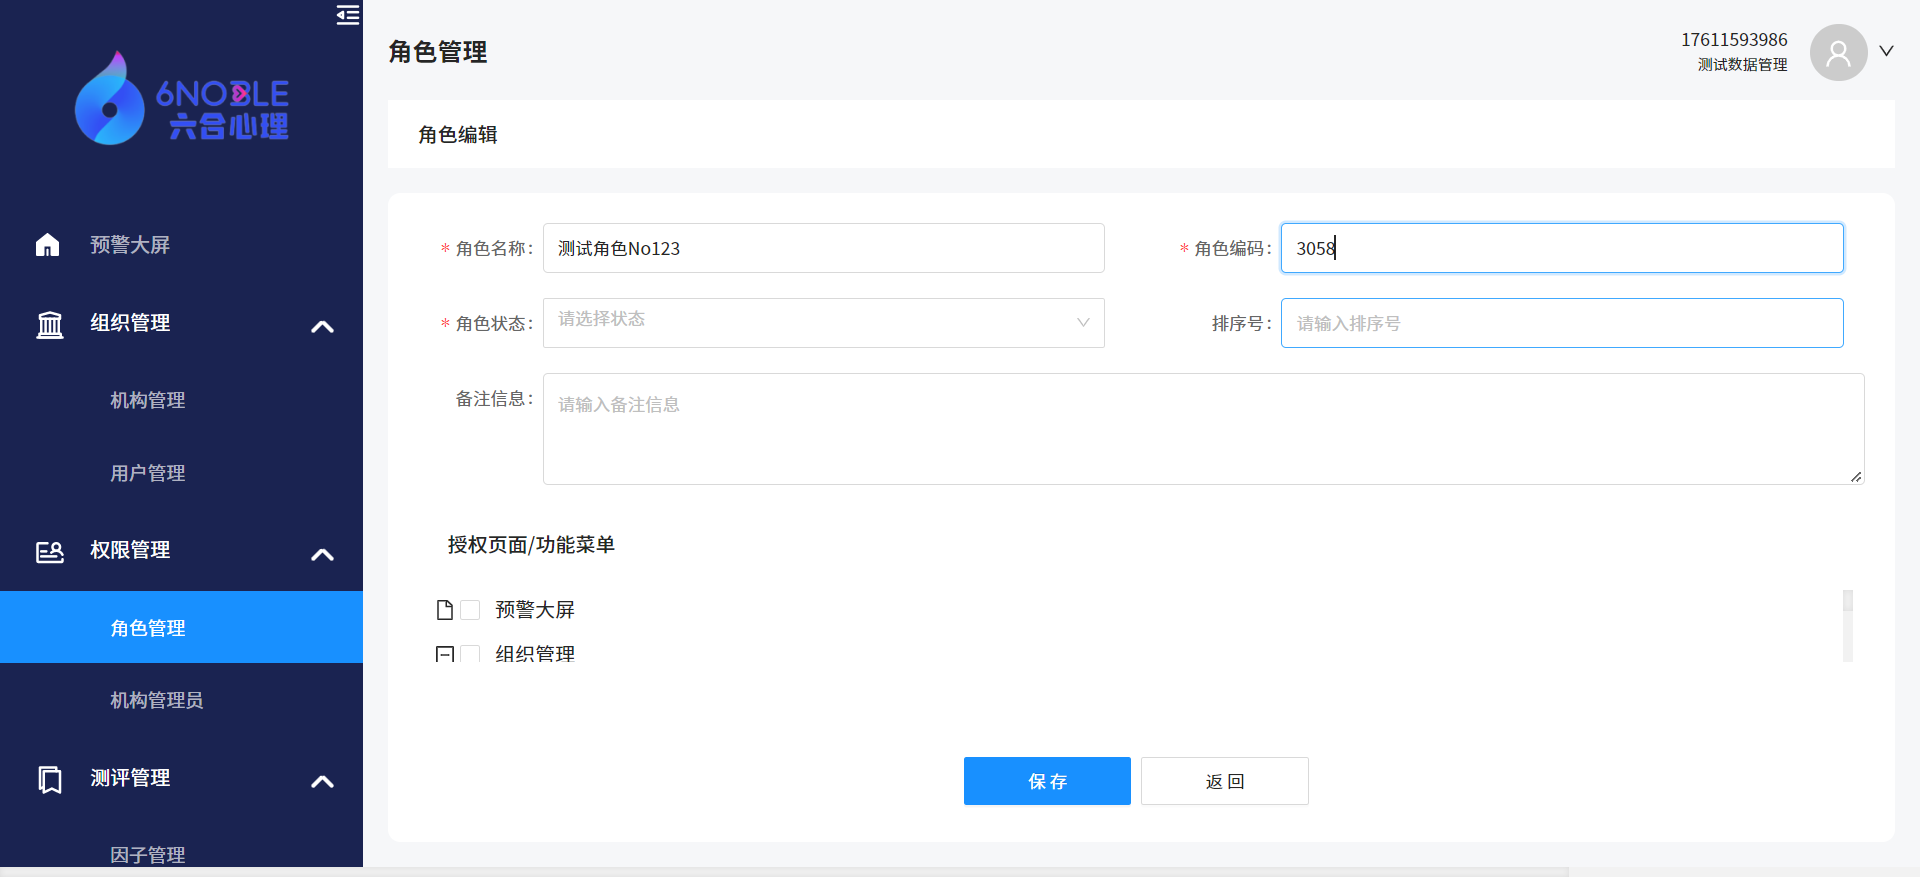 6NOBLE
六合心理
预警大屏
组织管理
机构管理
用户管理
权限管理
角色管理
机构管理员
测评管理
因子管理
角色管理
17611593986
测试数据管理
角色编辑
* 角色名称: 测试角色No123
* 角色编码: 3058
* 角色状态: 请选择状态
排序号: 请输入排序号
备注信息: 请输入备注信息
授权页面/功能菜单
预警大屏
组织管理
保 存
返 回